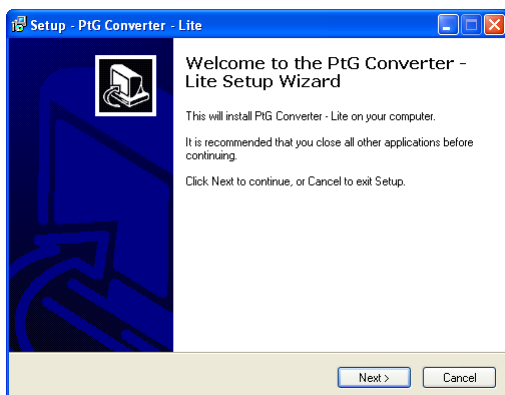 Setup - PtG Converter - Lite
Welcome to the PtG Converter -
Lite Setup Wizard
This will install PtG Converter - Lite on your computer.
It is recommended that you close all other applications before
continuing.
Click Next to continue, or Cancel to exit Setup.
Next >
Cancel